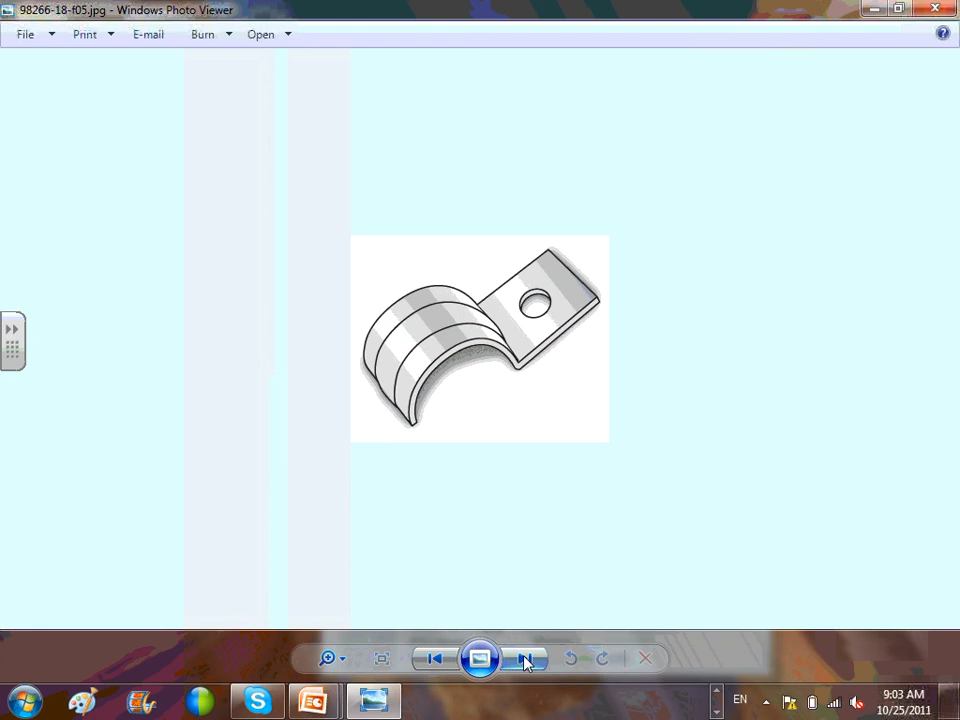 98266-18-f05.jpg - Windows Photo Viewer
File Print E-mail Burn Open
EN
9:03 AM
10/25/2011